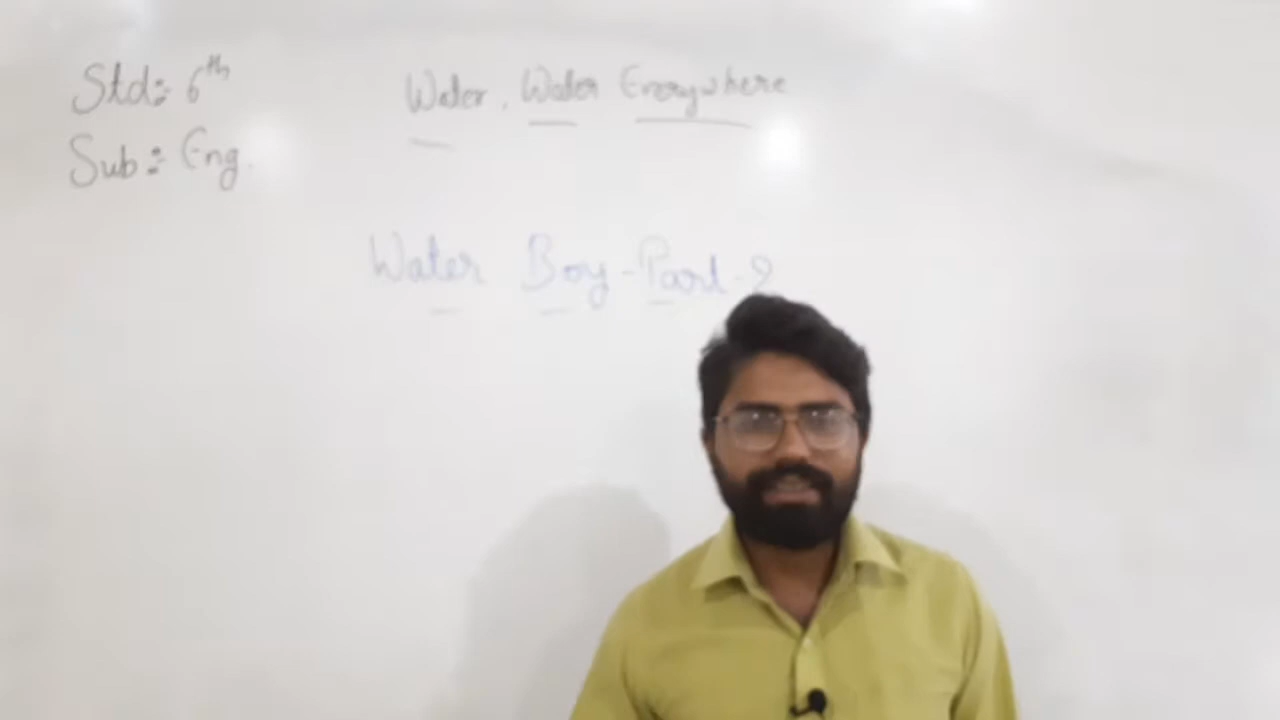 Std:- 6th
Water, Water Everywhere
Sub:- Eng.
Water Boy - Part - 2